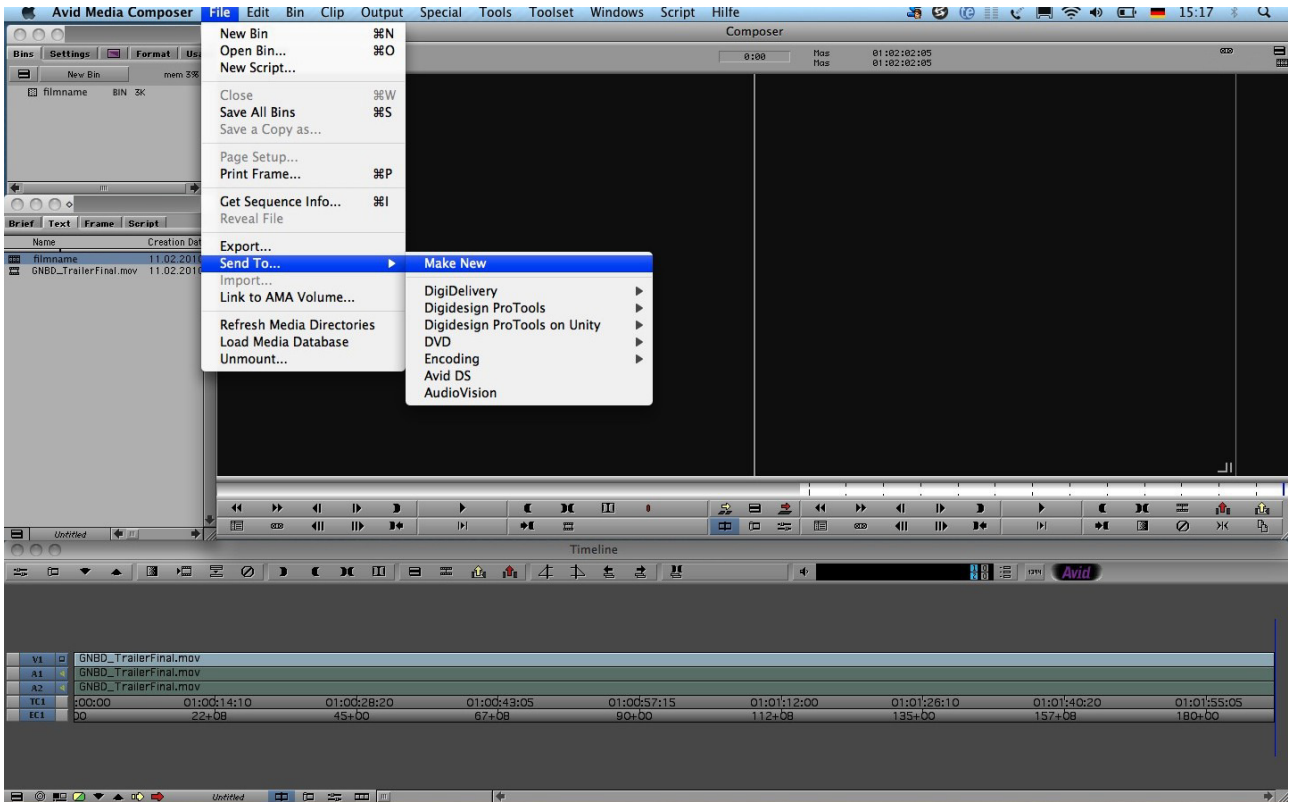 Avid Media Composer File Edit Bin Clip Output Special Tools Toolset Windows Script Hilfe 15:17
Composer
New Bin ⌘N
Open Bin... ⌘O
New Script...
Close ⌘W
Save All Bins ⌘S
Save a Copy as...
Page Setup...
Print Frame... ⌘P
Get Sequence Info... ⌘I
Reveal File
Export...
Send To...
Import...
Link to AMA Volume...
Refresh Media Directories
Load Media Database
Unmount...
Make New
DigiDelivery
Digidesign ProTools
Digidesign ProTools on Unity
DVD
Encoding
Avid DS
AudioVision
Bins Settings Format Us
New Bin mem 3%
filmname BIN 3K
0:00 Mas 01:02:02:05
Mas 01:02:02:05
Brief Text Frame Script
Name Creation Dat
filmname 11.02.2010
GNBD_TrailerFinal.mov 11.02.2010
Untitled
Timeline
Avid
V1 GNBD_TrailerFinal.mov
A1 GNBD_TrailerFinal.mov
A2 GNBD_TrailerFinal.mov
TC1 :00:00 01:00:14:10 01:00:28:20 01:00:43:05 01:00:57:15 01:01:12:00 01:01:26:10 01:01:40:20 01:01:55:05
EC1 00 22+08 45+00 67+08 90+00 112+08 135+00 157+08 180+00
Untitled